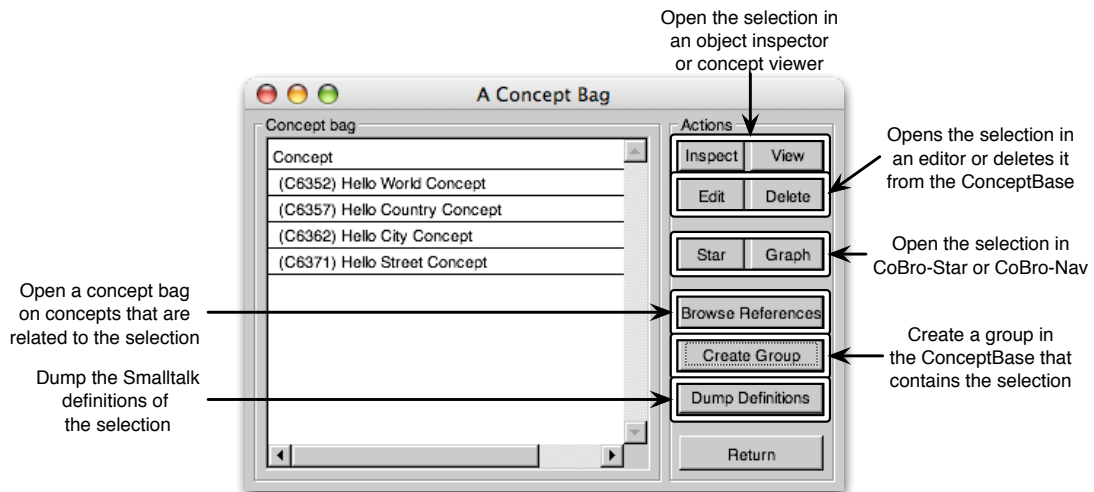 Open the selection in
an object inspector
or concept viewer
A Concept Bag
Concept bag
Concept
(C6352) Hello World Concept
(C6357) Hello Country Concept
(C6362) Hello City Concept
(C6371) Hello Street Concept
Actions
Inspect View
Edit Delete
Star Graph
Browse References
Create Group
Dump Definitions
Return
Opens the selection in
an editor or deletes it
from the ConceptBase
Open the selection in
CoBro-Star or CoBro-Nav
Create a group in
the ConceptBase that
contains the selection
Open a concept bag
on concepts that are
related to the selection
Dump the Smalltalk
definitions of
the selection